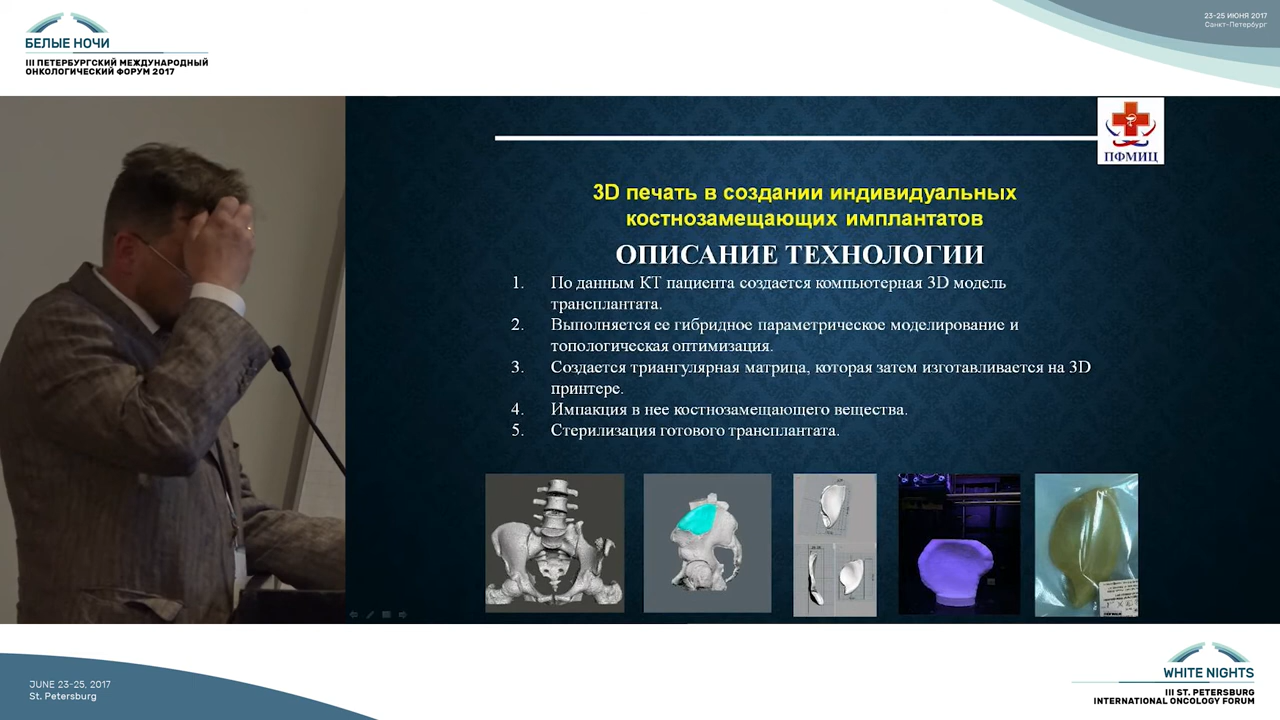 БЕЛЫЕ НОЧИ
III ПЕТЕРБУРГСКИЙ МЕЖДУНАРОДНЫЙ
ОНКОЛОГИЧЕСКИЙ ФОРУМ 2017
23-25 ИЮНЯ 2017
Санкт-Петербург
ПФМИЦ
3D печать в создании индивидуальных
костнозамещающих имплантатов
ОПИСАНИЕ ТЕХНОЛОГИИ
1. По данным КТ пациента создается компьютерная 3D модель
трансплантата.
2. Выполняется ее гибридное параметрическое моделирование и
топологическая оптимизация.
3. Создается триангулярная матрица, которая затем изготавливается на 3D
принтере.
4. Импакция в нее костнозамещающего вещества.
5. Стерилизация готового трансплантата.
JUNE 23-25, 2017
St. Petersburg
WHITE NIGHTS
III ST. PETERSBURG
INTERNATIONAL ONCOLOGY FORUM